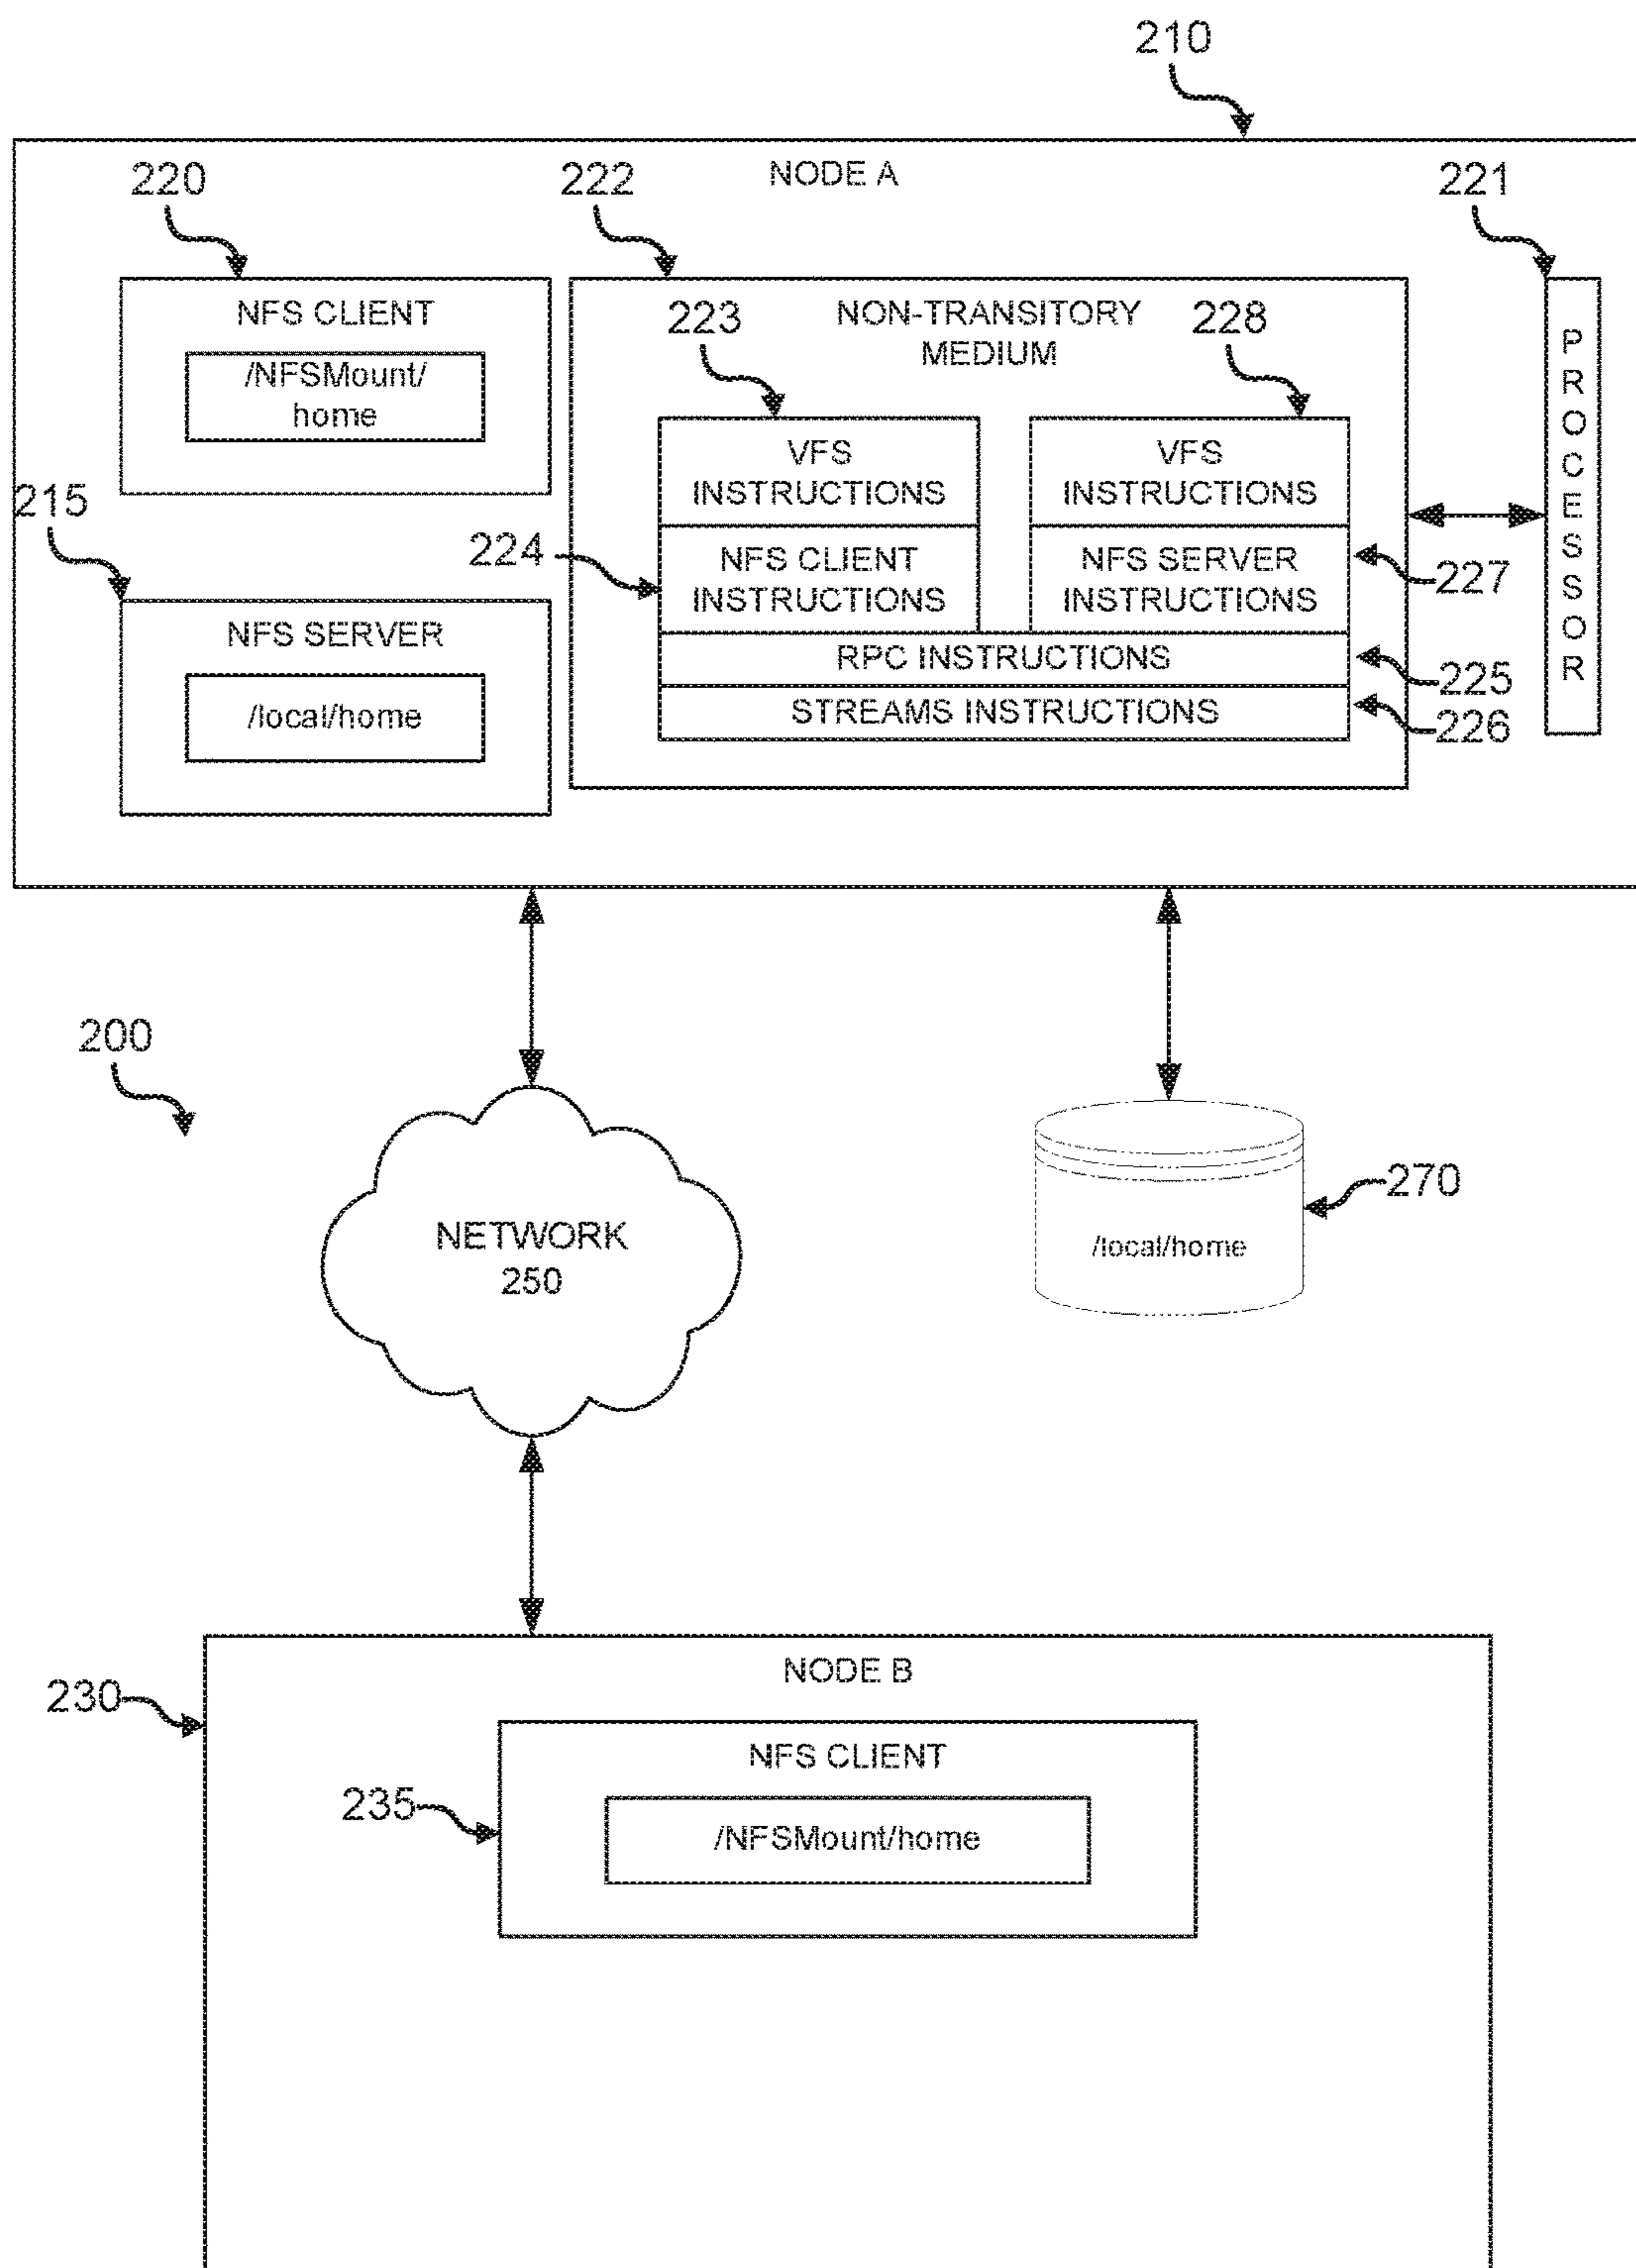 210
NODE A
220
222
221
NFS CLIENT
/NFSMount/
home
223
NON-TRANSITORY
MEDIUM
228
PROCESSOR
VFS
INSTRUCTIONS
VFS
INSTRUCTIONS
215
224
NFS CLIENT
INSTRUCTIONS
NFS SERVER
INSTRUCTIONS
227
NFS SERVER
/local/home
RPC INSTRUCTIONS
225
STREAMS INSTRUCTIONS
226
200
NETWORK
250
270
/local/home
NODE B
230
NFS CLIENT
235
/NFSMount/home